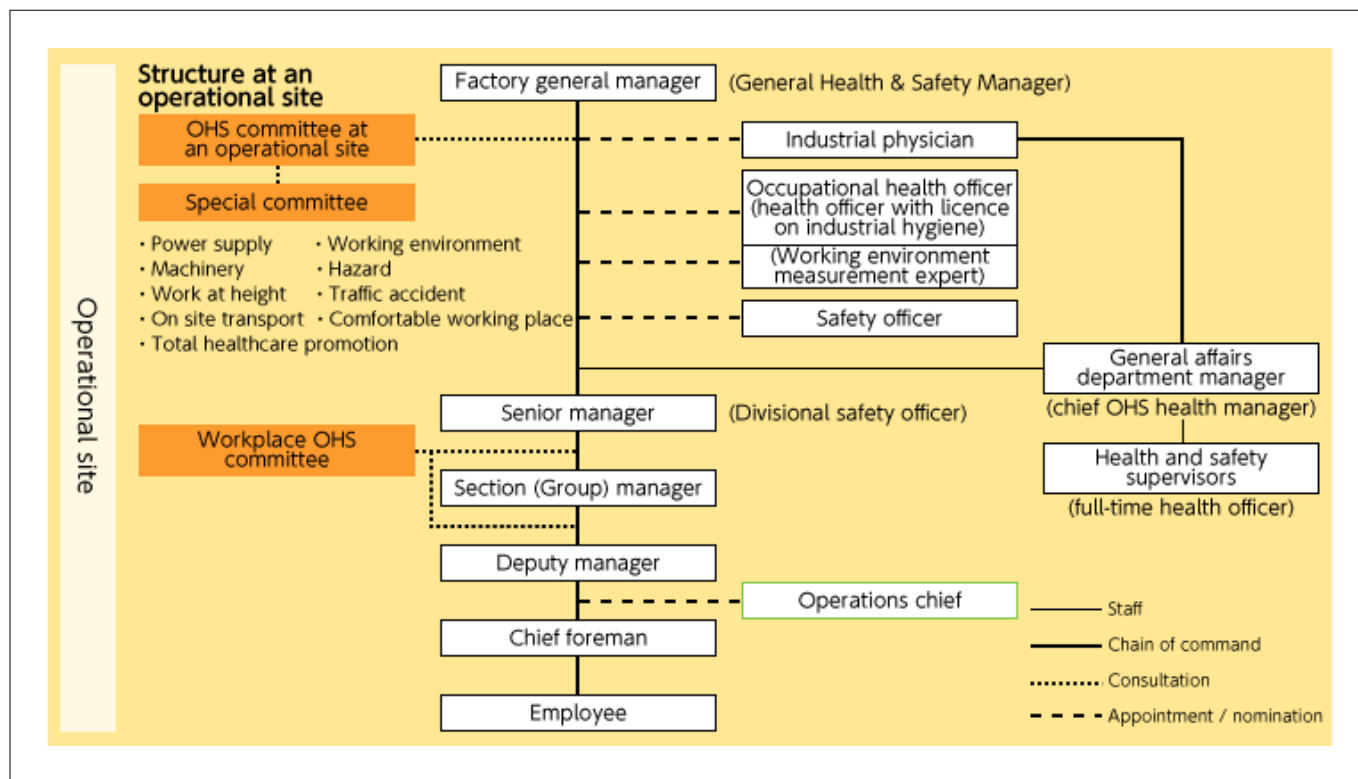 Operational site
Structure at an
operational site
Factory general manager
(General Health & Safety Manager)
OHS committee at
an operational site
Industrial physician
Special committee
Occupational health officer
(health officer with licence
on industrial hygiene)
(Working environment
measurement expert)
・Power supply
・Working environment
・Machinery
・Hazard
・Work at height
・Traffic accident
・On site transport
・Comfortable working place
・Total healthcare promotion
Safety officer
General affairs
department manager
(chief OHS health manager)
Senior manager
(Divisional safety officer)
Workplace OHS
committee
Health and safety
supervisors
(full-time health officer)
Section (Group) manager
Deputy manager
Operations chief
Chief foreman
Employee
Staff
Chain of command
Consultation
Appointment / nomination